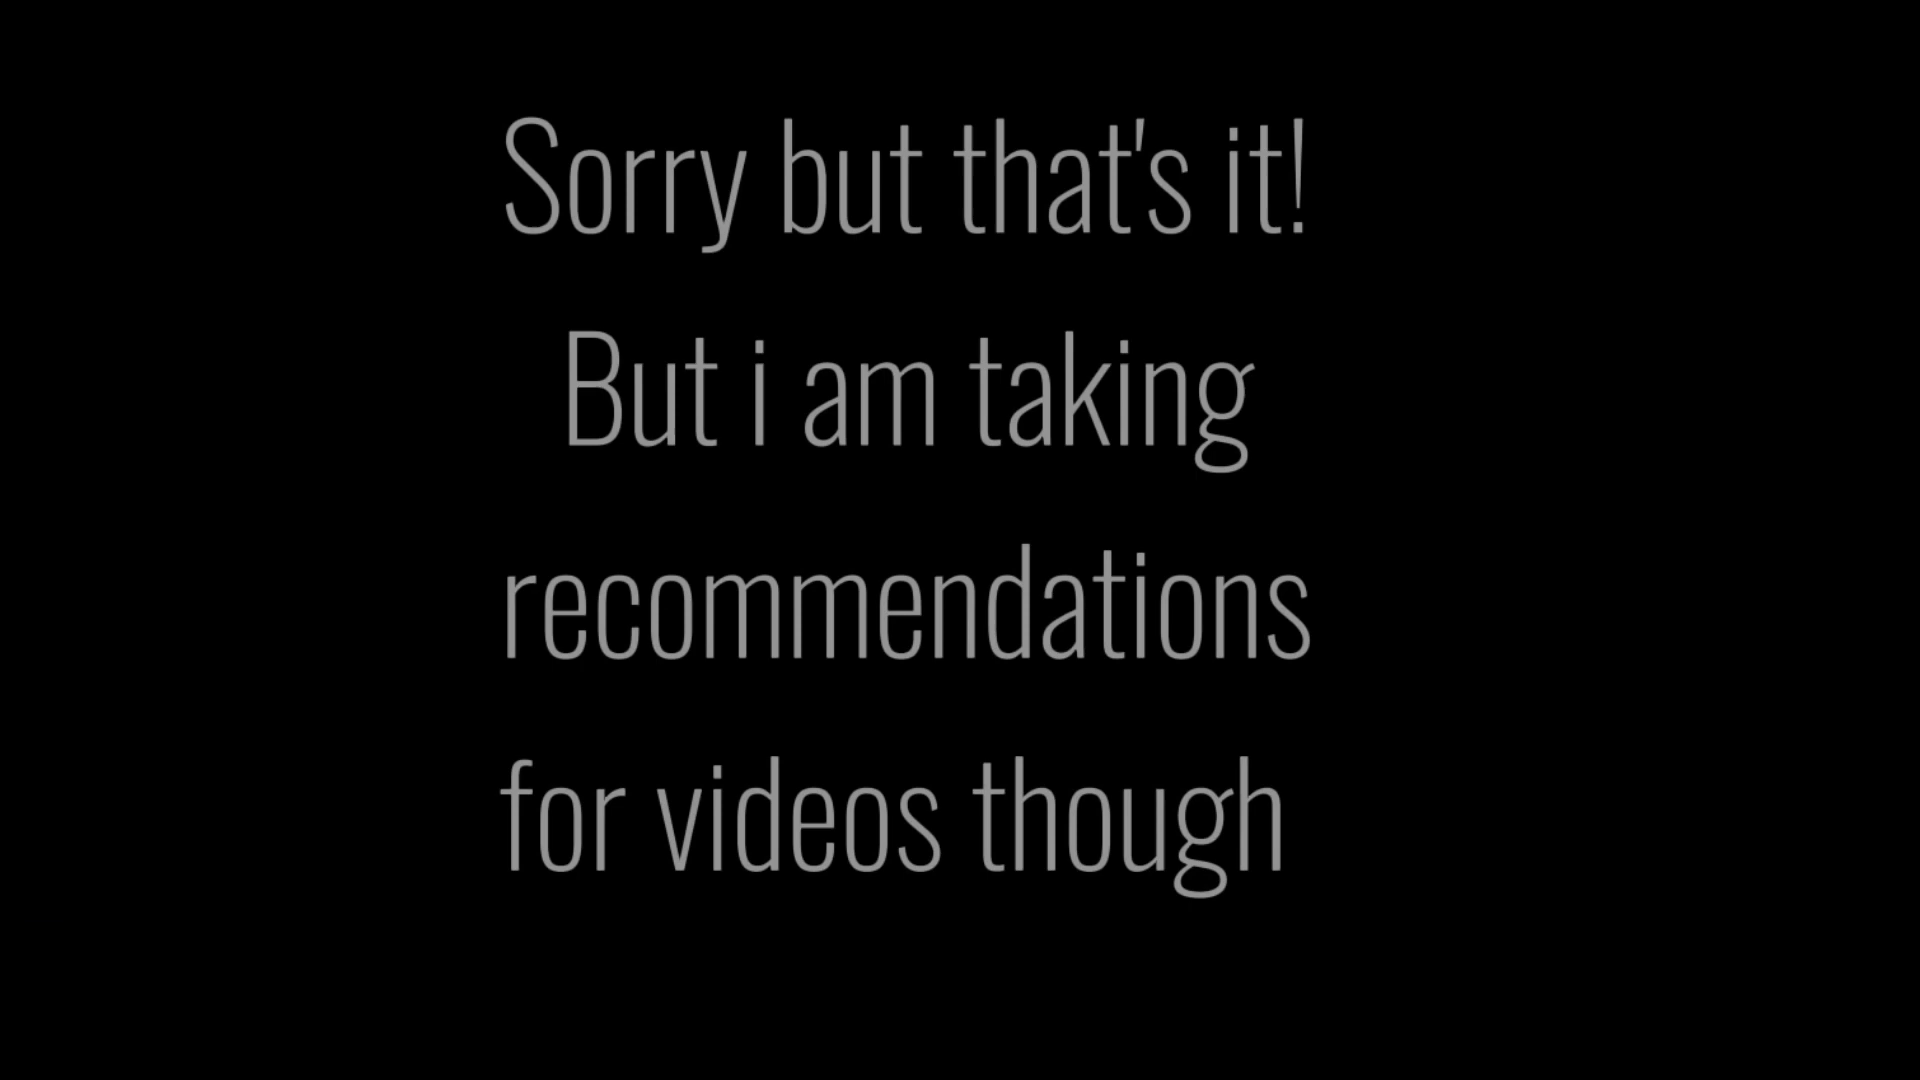 Sorry but that's it!
But i am taking
recommendations
for videos though